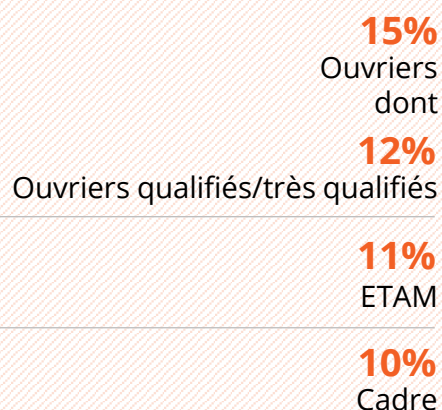 15%
Ouvriers
dont
12%
Ouvriers qualifiés/très qualifiés
11%
ETAM
10%
Cadre